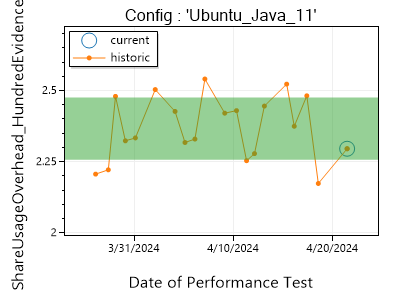 Config : 'Ubuntu_Java_11'
current
historic
ShareUsageOverhead_HundredEvidence
2.5
2.25
2
3/31/2024
4/10/2024
4/20/2024
Date of Performance Test